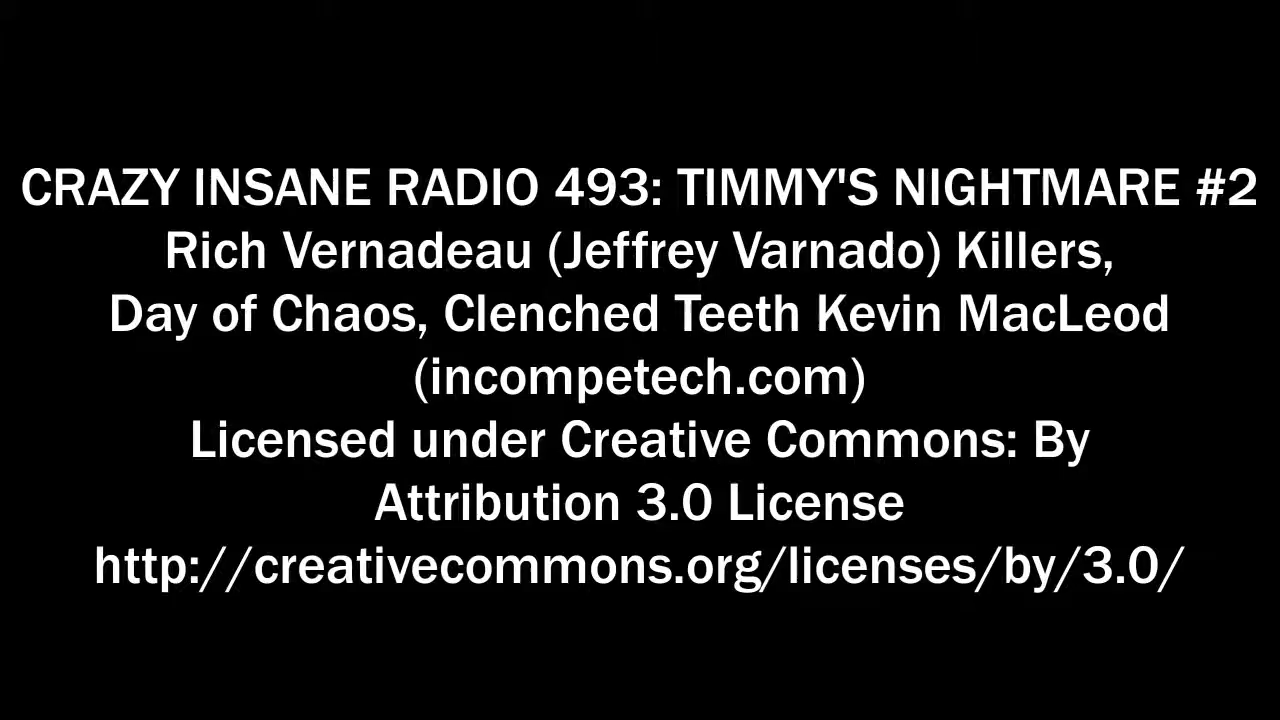 CRAZY INSANE RADIO 493: TIMMY'S NIGHTMARE #2
Rich Vernadeau (Jeffrey Varnado) Killers,
Day of Chaos, Clenched Teeth Kevin MacLeod
(incompetech.com)
Licensed under Creative Commons: By
Attribution 3.0 License
http://creativecommons.org/licenses/by/3.0/